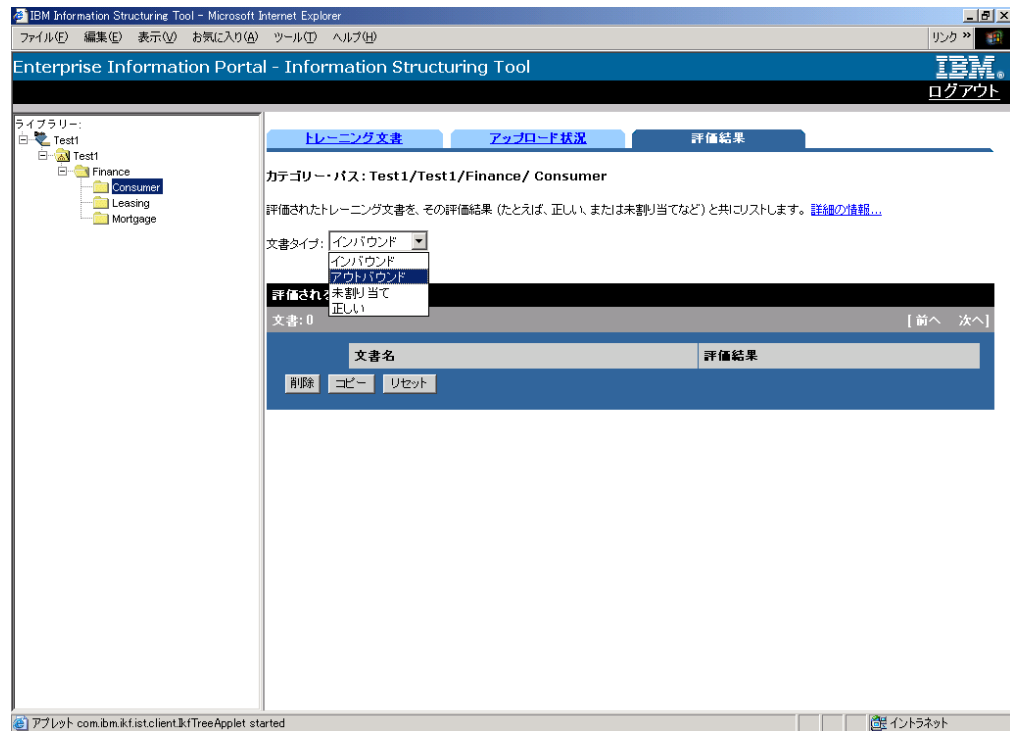 IBM Information Structuring Tool - Microsoft Internet Explorer
ファイル(F) 編集(E) 表示(V) お気に入り(A) ツール(T) ヘルプ(H) リンク »
Enterprise Information Portal - Information Structuring Tool
IBM®
ログアウト
ライブラリー:
Test1
Test1
Finance
Consumer
Leasing
Mortgage
トレーニング文書 アップロード状況 評価結果
カテゴリー・パス: Test1/Test1/Finance/ Consumer
評価されたトレーニング文書を、その評価結果 (たとえば、正しい、または未割り当てなど) と共にリストします。 詳細の情報...
文書タイプ: インバウンド
インバウンド
アウトバウンド
未割り当て
正しい
評価される
文書: 0 [ 前へ 次へ]
文書名 評価結果
削除 コピー リセット
アプレット com.ibm.ikf.ist.client.IkfTreeApplet started イントラネット